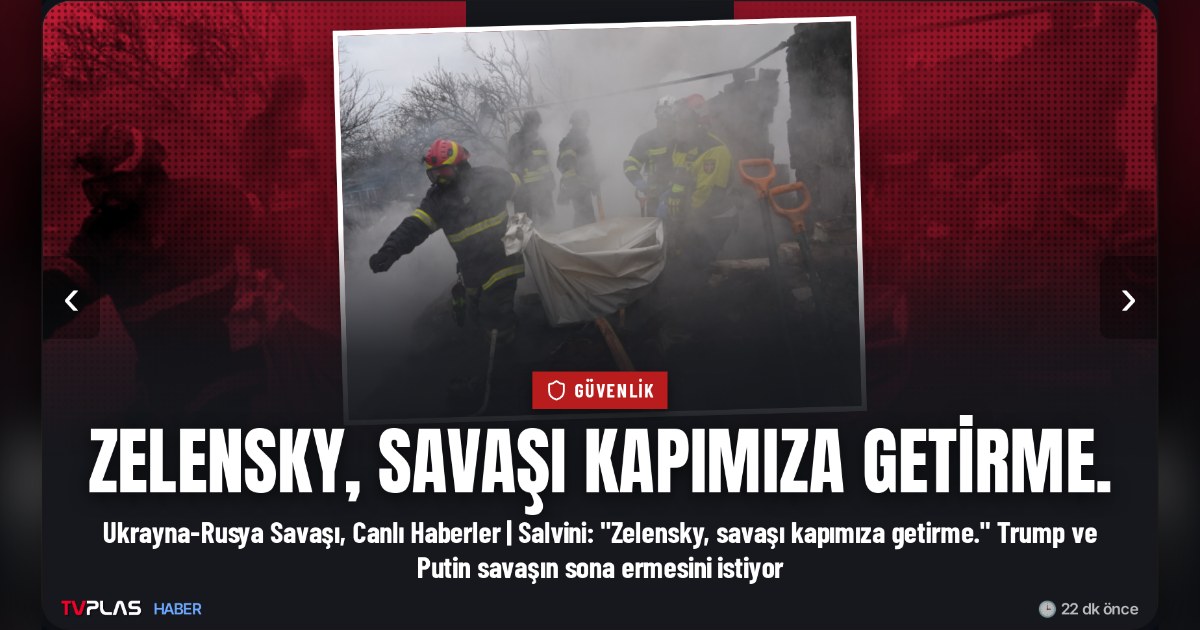 GÜVENLİK
ZELENSKY, SAVAŞI KAPIMIZA GETİRME.
Ukrayna-Rusya Savaşı, Canlı Haberler | Salvini: "Zelensky, savaşı kapımıza getirme." Trump ve
Putin savaşın sona ermesini istiyor
TVPLAS HABER
22 dk önce